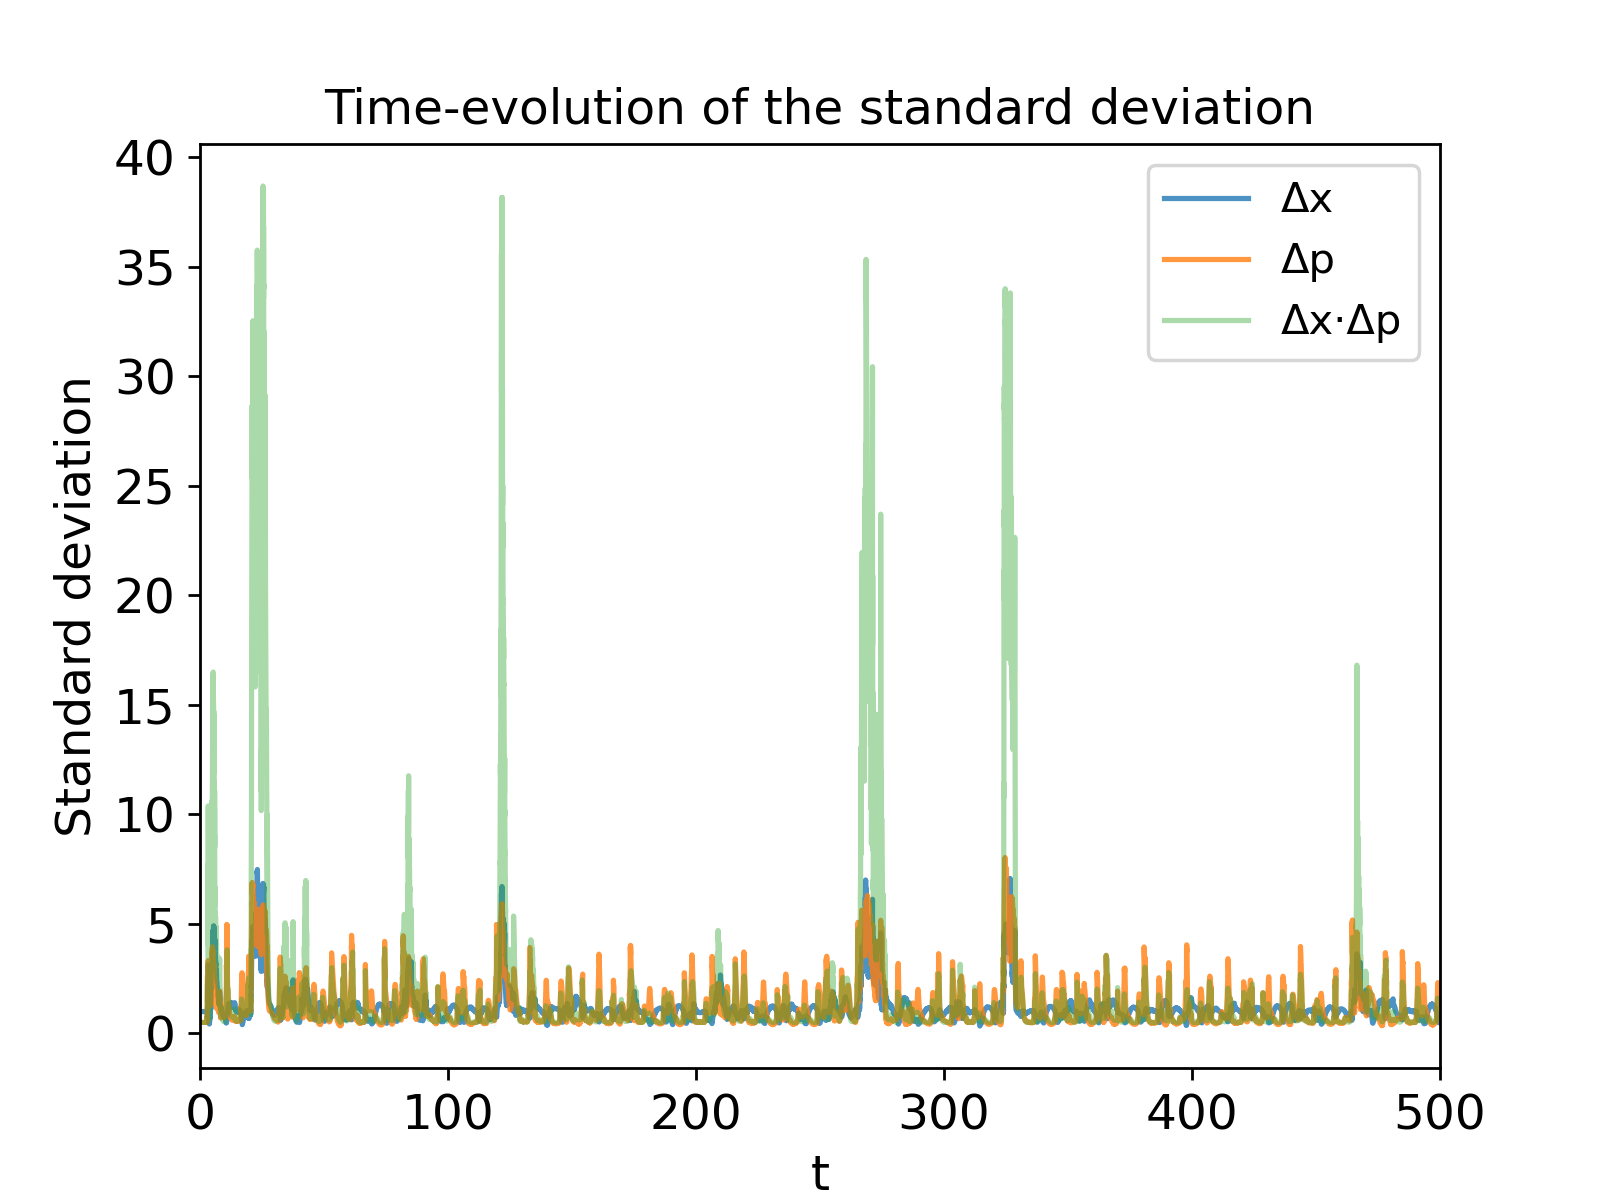 Time-evolution of the standard deviation
Standard deviation
40
35
30
25
20
15
10
5
0
Δx
Δp
Δx·Δp
0 100 200 300 400 500
t